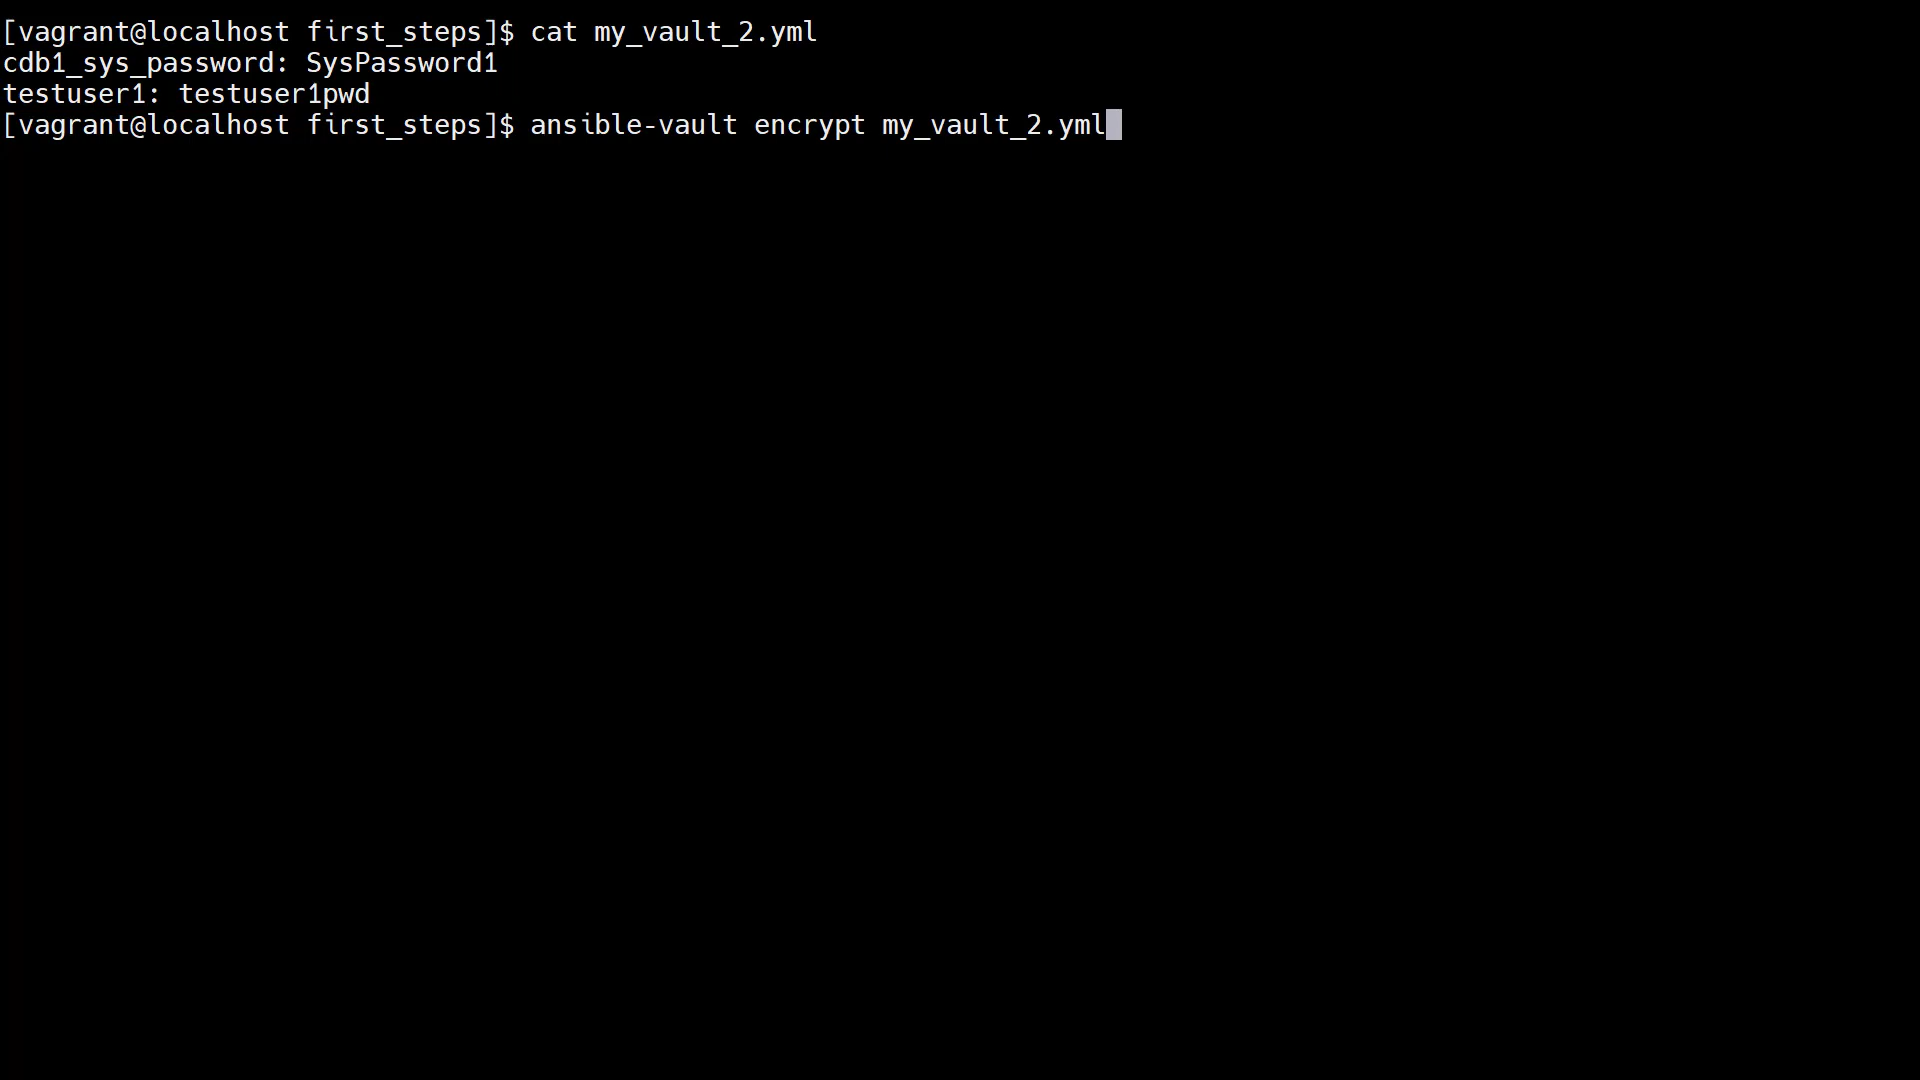 [vagrant@localhost first_steps]$ cat my_vault_2.yml
cdb1_sys_password: SysPassword1
testuser1: testuser1pwd
[vagrant@localhost first_steps]$ ansible-vault encrypt my_vault_2.yml